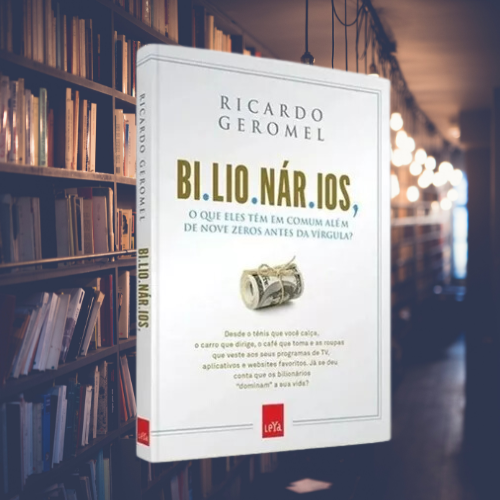 RICARDO
GEROMEL
BI.LIO.NÁR.IOS,
O QUE ELES TÊM EM COMUM ALÉM
DE NOVE ZEROS ANTES DA VÍRGULA?
Desde o tênis que você calça,
o carro que dirige, o café que toma e as roupas
que veste aos seus programas de TV,
aplicativos e websites favoritos. Já se deu
conta que os bilionários
"dominam" a sua vida?
LeYa
RICARDO GEROMEL
BI.LIO.NÁR.IOS,
LeYa